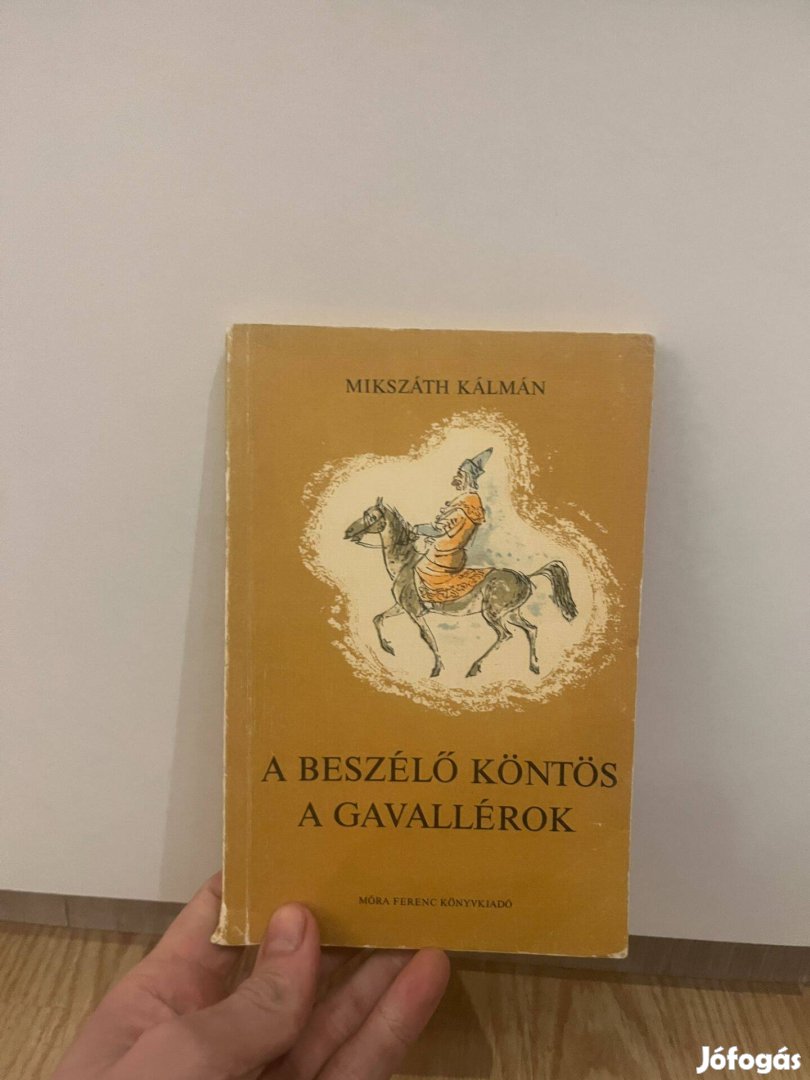 MIKSZÁTH KÁLMÁN
A BESZÉLŐ KÖNTÖS
A GAVALLÉROK
MÓRA FERENC KÖNYVKIADÓ
Jófogás